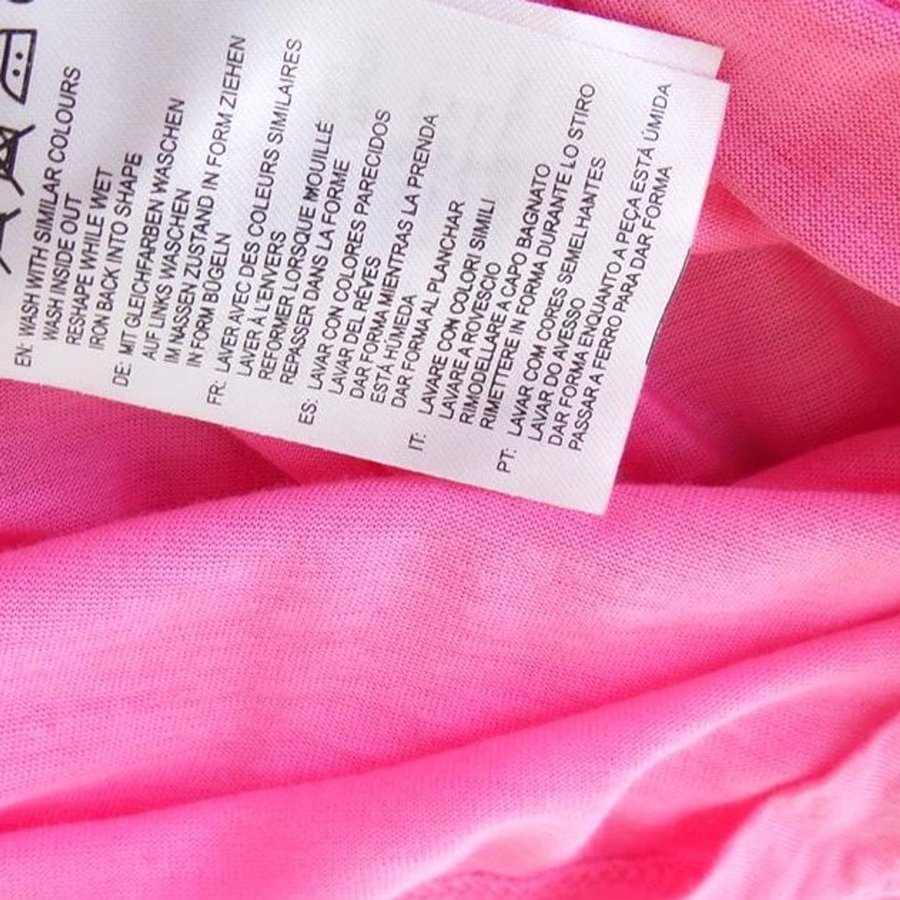 EN: WASH WITH SIMILAR COLOURS
WASH INSIDE OUT
RESHAPE WHILE WET
IRON BACK INTO SHAPE
DE: MIT GLEICHFARBEN WASCHEN
AUF LINKS WASCHEN
IM NASSEN ZUSTAND IN FORM ZIEHEN
IN FORM BÜGELN
FR: LAVER AVEC DES COLEURS SIMILAIRES
LAVER À L'ENVERS
REFORMER LORSQUE MOUILLÉ
REPASSER DANS LA FORME
ES: LAVAR CON COLORES PARECIDOS
LAVAR DEL RÉVES
DAR FORMA MIENTRAS LA PRENDA
ESTÁ HÚMEDA
DAR FORMA AL PLANCHAR
IT: LAVARE CON COLORI SIMILI
LAVARE A ROVESCIO
RIMODELLARE A CAPO BAGNATO
RIMETTERE IN FORMA DURANTE LO STIRO
PT: LAVAR COM CORES SEMELHANTES
LAVAR DO AVESSO
DAR FORMA ENQUANTO A PEÇA ESTÁ ÚMIDA
PASSAR A FERRO PARA DAR FORMA